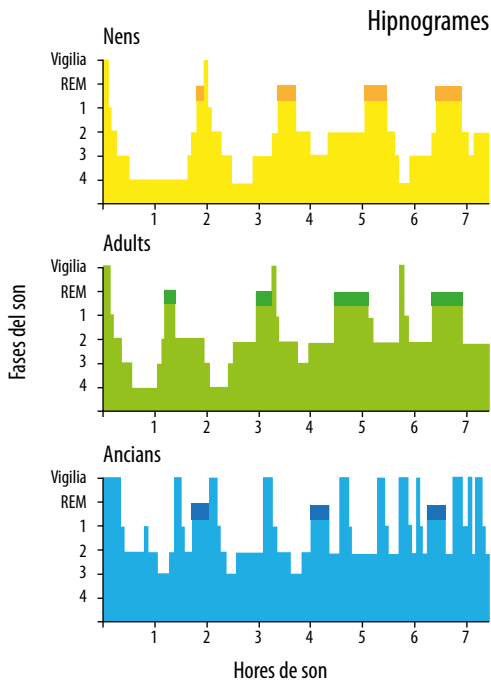 Hipnogrames
Nens
Vigilia
REM
1
2
3
4
1 2 3 4 5 6 7
Adults
Vigilia
REM
1
2
3
4
1 2 3 4 5 6 7
Ancians
Vigilia
REM
1
2
3
4
1 2 3 4 5 6 7
Fases del son
Hores de son